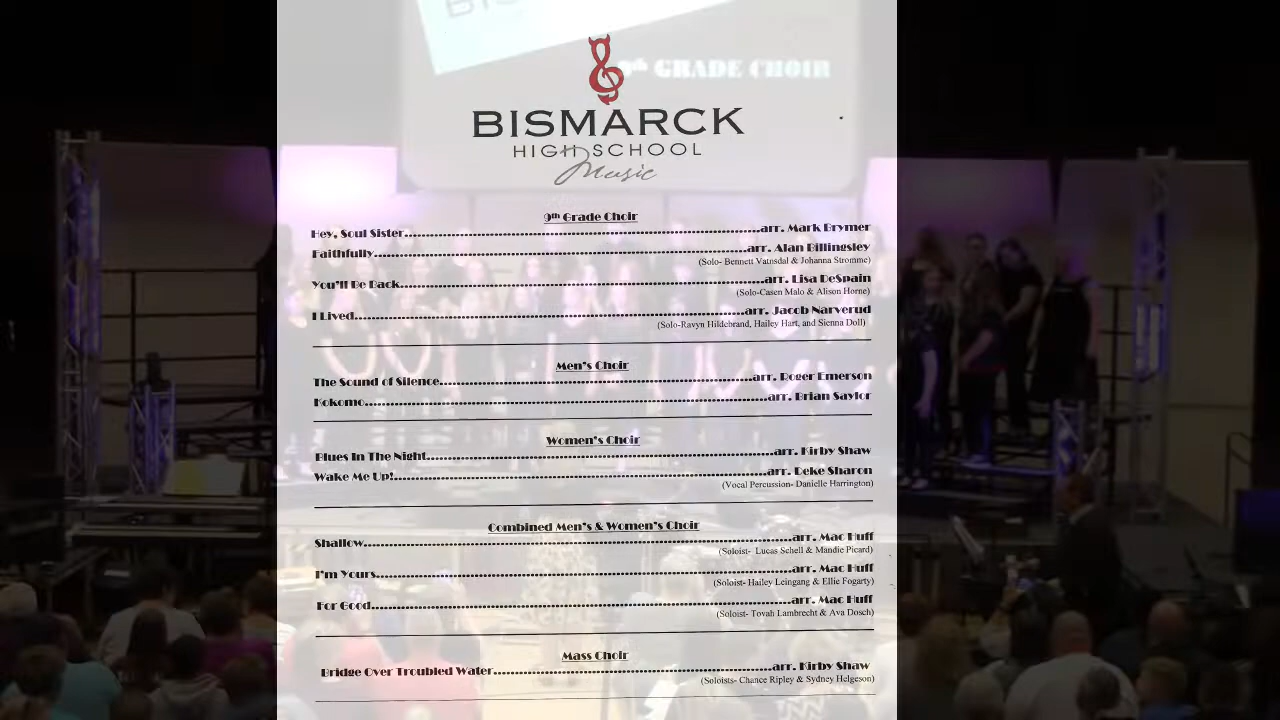 9th GRADE CHOIR
BISMARCK
HIGH SCHOOL
Music
9th Grade Choir
Hey, Soul Sister....................arr. Mark Brymer
Faithfully....................arr. Alan Billingsley
(Solo- Bennett Vatnsdal & Johanna Stromme)
You'll Be Back....................arr. Lisa DeSpain
(Solo-Casen Malo & Alison Horne)
I Lived....................arr. Jacob Narverud
(Solo-Ravyn Hildebrand, Hailey Hart, and Sienna Doll)
Men's Choir
The Sound of Silence....................arr. Roger Emerson
Kokomo....................arr. Brian Saylor
Women's Choir
Blues In The Night....................arr. Kirby Shaw
Wake Me Up!....................arr. Deke Sharon
(Vocal Percussion- Danielle Harrington)
Combined Men's & Women's Choir
Shallow....................arr. Mac Huff
(Soloist- Lucas Schell & Mandie Picard)
I'm Yours....................arr. Mac Huff
(Soloist- Hailey Leingang & Ellie Fogarty)
For Good....................arr. Mac Huff
(Soloist- Tovah Lambrecht & Ava Dosch)
Mass Choir
Bridge Over Troubled Water....................arr. Kirby Shaw
(Soloists- Chance Ripley & Sydney Helgeson)